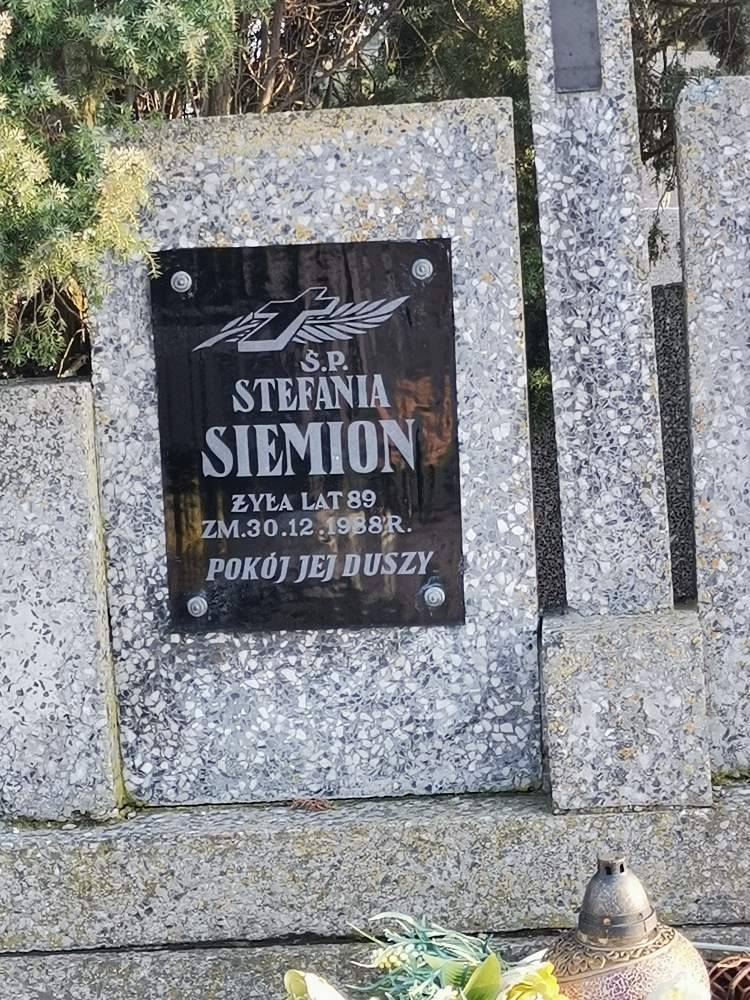 Ś.P.
STEFANIA
SIEMION
ŻYŁA LAT 89
ZM.30.12.1988R.
POKÓJ JEJ DUSZY